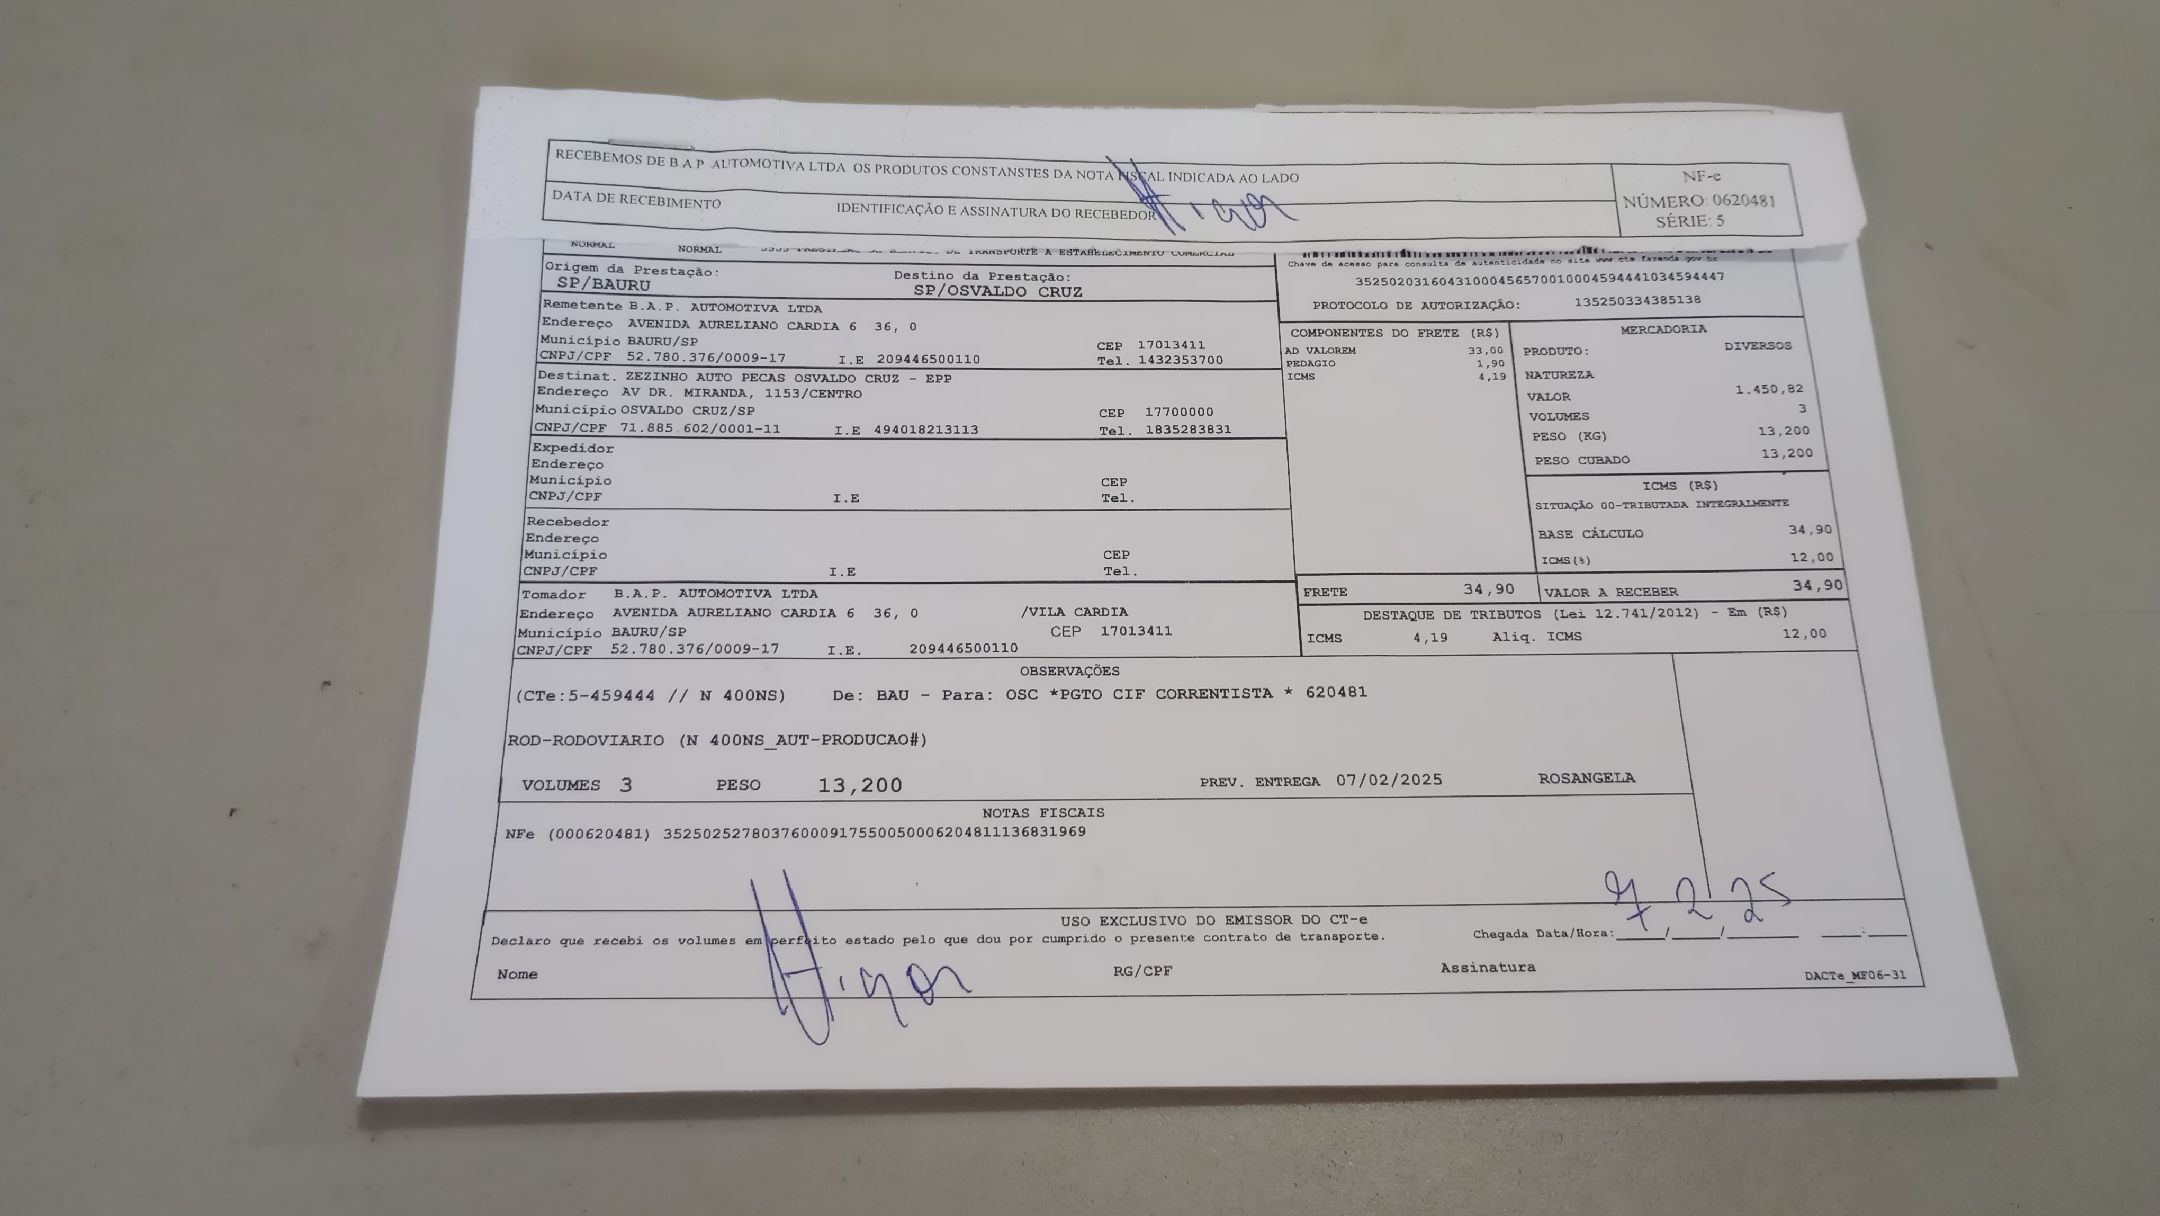 RECEBEMOS DE B A P AUTOMOTIVA LTDA OS PRODUTOS CONSTANSTES DA NOTA FISCAL INDICADA AO LADO
DATA DE RECEBIMENTO IDENTIFICAÇÃO E ASSINATURA DO RECEBEDOR Higor
NF-e
NÚMERO: 0620481
SÉRIE: 5
NORMAL NORMAL TRANSPORTE A ESTABELECIMENTO COMERCIAL
Origem da Prestação: Destino da Prestação:
SP/BAURU SP/OSVALDO CRUZ
Chave de acesso para consulta de autenticidade no site www cte fazenda gov br
35250203160431000456570010004594441034594447
PROTOCOLO DE AUTORIZAÇÃO: 135250334385138
Remetente B.A.P. AUTOMOTIVA LTDA
Endereço AVENIDA AURELIANO CARDIA 6 36, 0
Município BAURU/SP CEP 17013411
CNPJ/CPF 52.780.376/0009-17 I.E 209446500110 Tel. 1432353700
Destinat. ZEZINHO AUTO PECAS OSVALDO CRUZ - EPP
Endereço AV DR. MIRANDA, 1153/CENTRO
Município OSVALDO CRUZ/SP CEP 17700000
CNPJ/CPF 71.885.602/0001-11 I.E 494018213113 Tel. 1835283831
Expedidor
Endereço
Município CEP
CNPJ/CPF I.E Tel.
Recebedor
Endereço
Município CEP
CNPJ/CPF I.E Tel.
Tomador B.A.P. AUTOMOTIVA LTDA
Endereço AVENIDA AURELIANO CARDIA 6 36, 0 /VILA CARDIA
Município BAURU/SP CEP 17013411
CNPJ/CPF 52.780.376/0009-17 I.E. 209446500110
COMPONENTES DO FRETE (R$)
AD VALOREM 33,00
PEDAGIO 1,90
ICMS 4,19
MERCADORIA
PRODUTO: DIVERSOS
NATUREZA
VALOR 1.450,82
VOLUMES 3
PESO (KG) 13,200
PESO CUBADO 13,200
ICMS (R$)
SITUAÇÃO 00-TRIBUTADA INTEGRALMENTE
BASE CÁLCULO 34,90
ICMS(%) 12,00
FRETE 34,90 VALOR A RECEBER 34,90
DESTAQUE DE TRIBUTOS (Lei 12.741/2012) - Em (R$)
ICMS 4,19 Aliq. ICMS 12,00
OBSERVAÇÕES
(CTe:5-459444 // N 400NS) De: BAU - Para: OSC *PGTO CIF CORRENTISTA * 620481
ROD-RODOVIARIO (N 400NS_AUT-PRODUCAO#)
VOLUMES 3 PESO 13,200 PREV. ENTREGA 07/02/2025 ROSANGELA
NOTAS FISCAIS
NFe (000620481) 35250252780376000917550050006204811136831969
USO EXCLUSIVO DO EMISSOR DO CT-e
Declaro que recebi os volumes em perfeito estado pelo que dou por cumprido o presente contrato de transporte. Chegada Data/Hora: 7 / 2 / 25 __:__
Nome Higor RG/CPF Assinatura DACTe_MF06-31